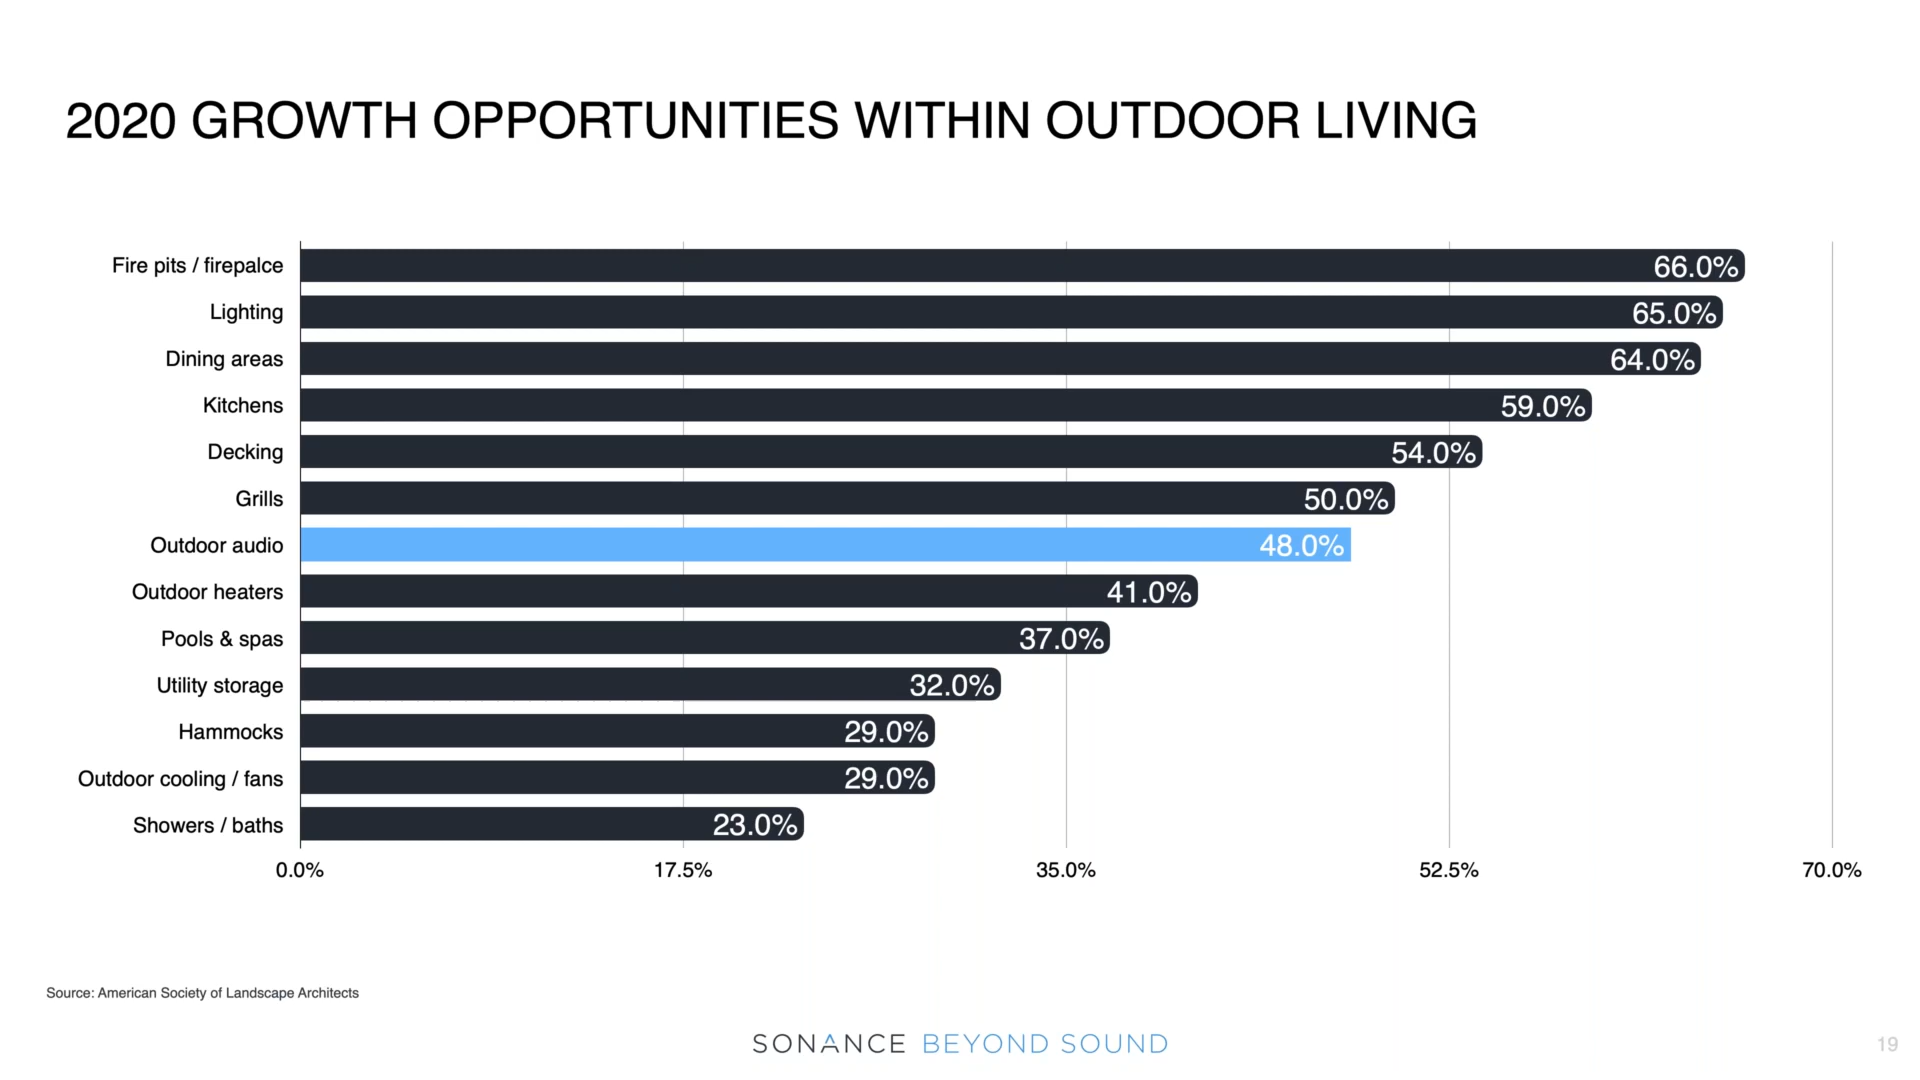 2020 GROWTH OPPORTUNITIES WITHIN OUTDOOR LIVING
Fire pits / firepalce 66.0%
Lighting 65.0%
Dining areas 64.0%
Kitchens 59.0%
Decking 54.0%
Grills 50.0%
Outdoor audio 48.0%
Outdoor heaters 41.0%
Pools & spas 37.0%
Utility storage 32.0%
Hammocks 29.0%
Outdoor cooling / fans 29.0%
Showers / baths 23.0%
0.0% 17.5% 35.0% 52.5% 70.0%
Source: American Society of Landscape Architects
SONANCE BEYOND SOUND
19